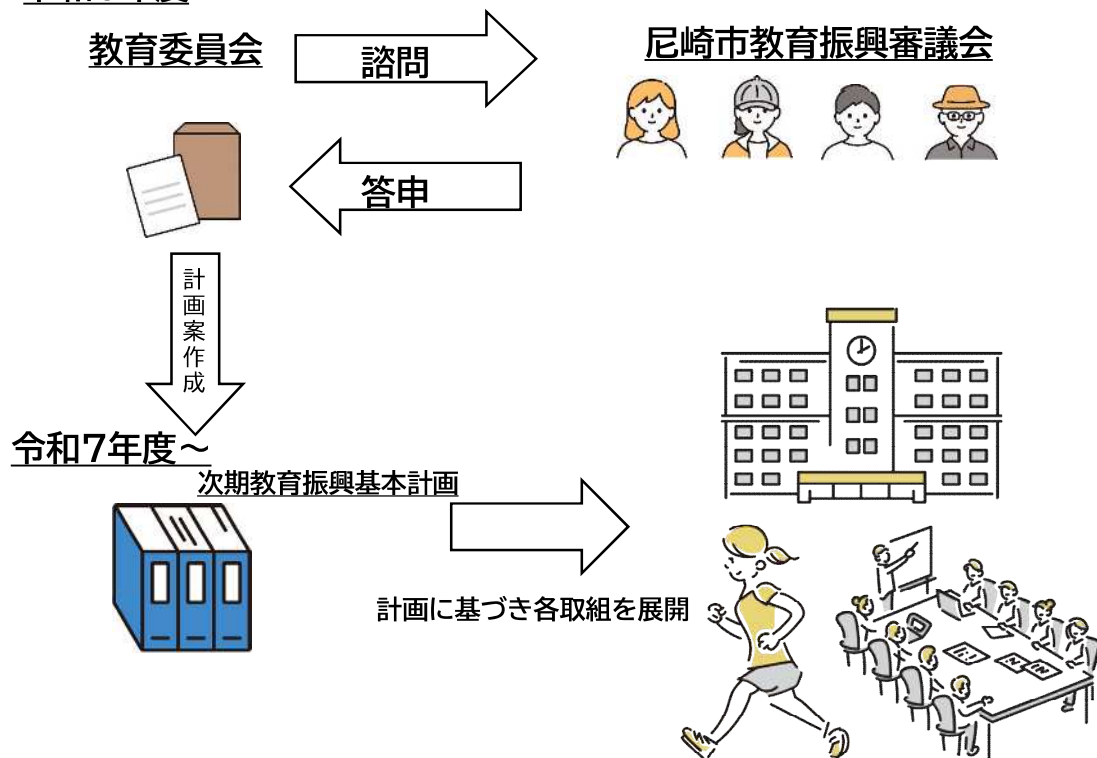 教育委員会
諮問
尼崎市教育振興審議会
答申
計画案作成
令和7年度～
次期教育振興基本計画
計画に基づき各取組を展開